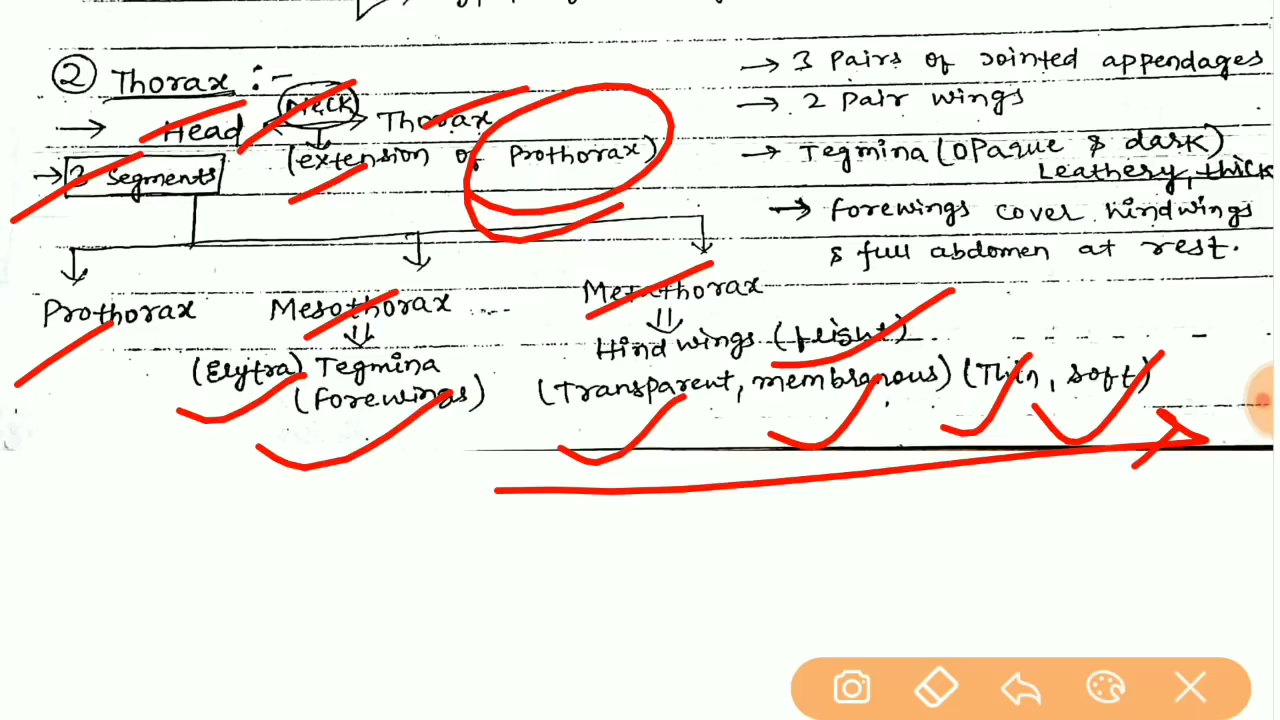 ② Thorax :-
→ Head ← Neck → Thorax
(extension of Prothorax)
→ 3 segments
Prothorax
Mesothorax
(Elytra) Tegmina
(forewings)
Metathorax
Hindwings (flight)
(Transparent, membranous) (Thin, soft)
→ 3 Pairs of Jointed appendages
→ 2 Pair wings
→ Tegmina (Opaque & dark)
Leathery, thick
→ forewings cover hindwings
& full abdomen at rest.